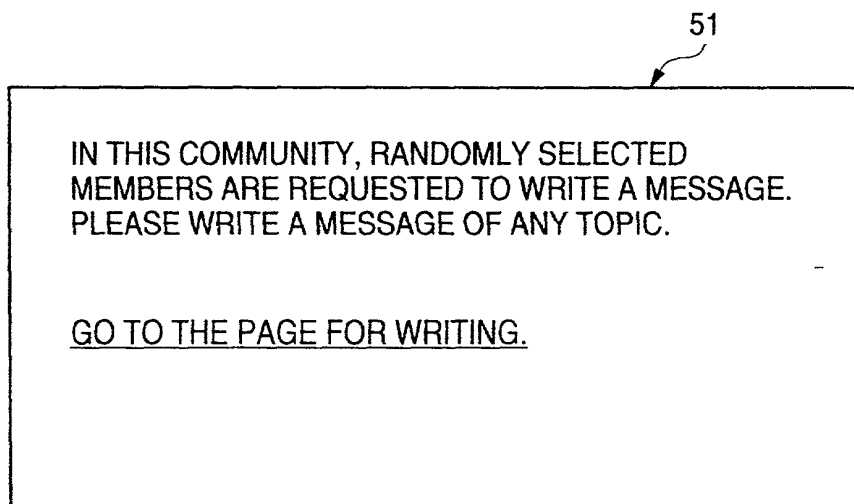 51
IN THIS COMMUNITY, RANDOMLY SELECTED
MEMBERS ARE REQUESTED TO WRITE A MESSAGE.
PLEASE WRITE A MESSAGE OF ANY TOPIC.
GO TO THE PAGE FOR WRITING.